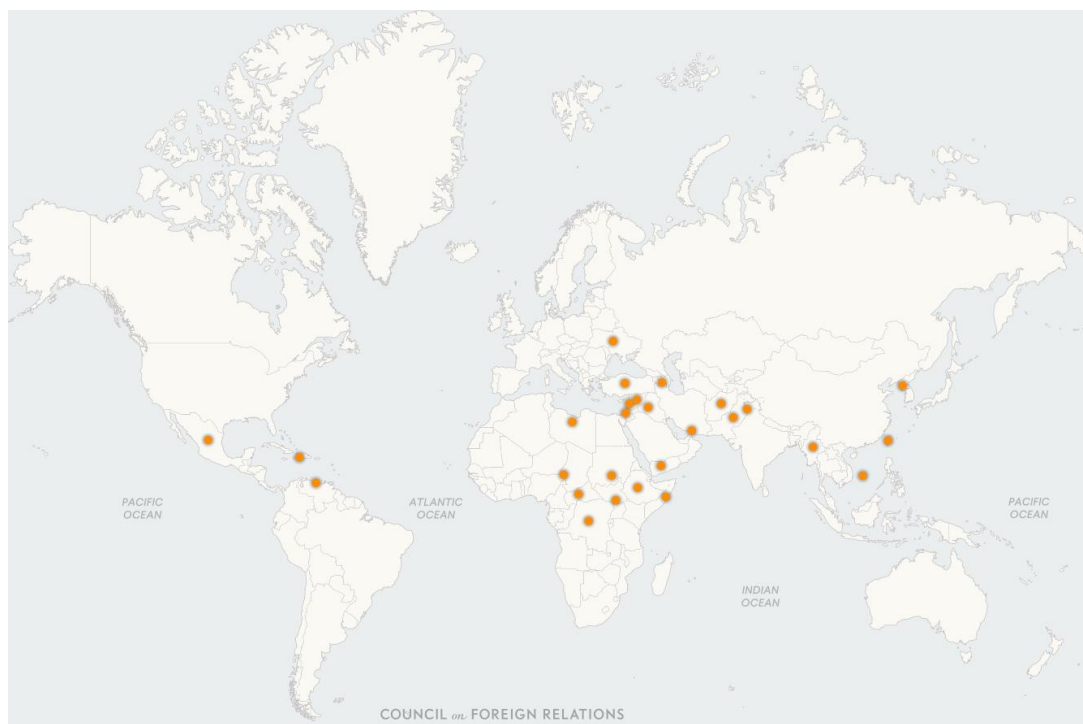 PACIFIC
OCEAN
ATLANTIC
OCEAN
PACIFIC
OCEAN
INDIAN
OCEAN
COUNCIL on FOREIGN RELATIONS